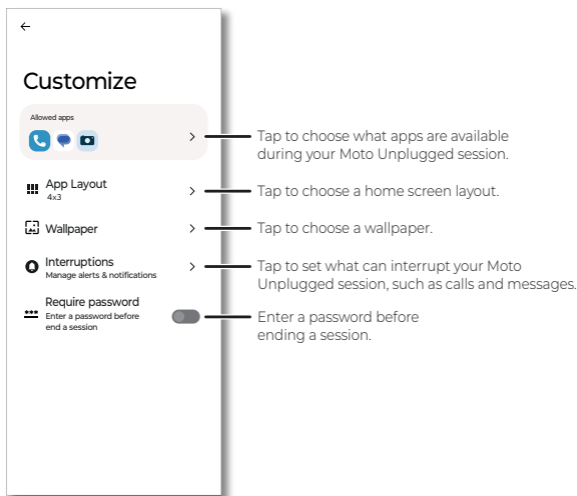 Customize
Allowed apps
Tap to choose what apps are available
during your Moto Unplugged session.
App Layout
4x3
Tap to choose a home screen layout.
Wallpaper
Tap to choose a wallpaper.
Interruptions
Manage alerts & notifications
Tap to set what can interrupt your Moto
Unplugged session, such as calls and messages.
Require password
Enter a password before
end a session
Enter a password before
ending a session.